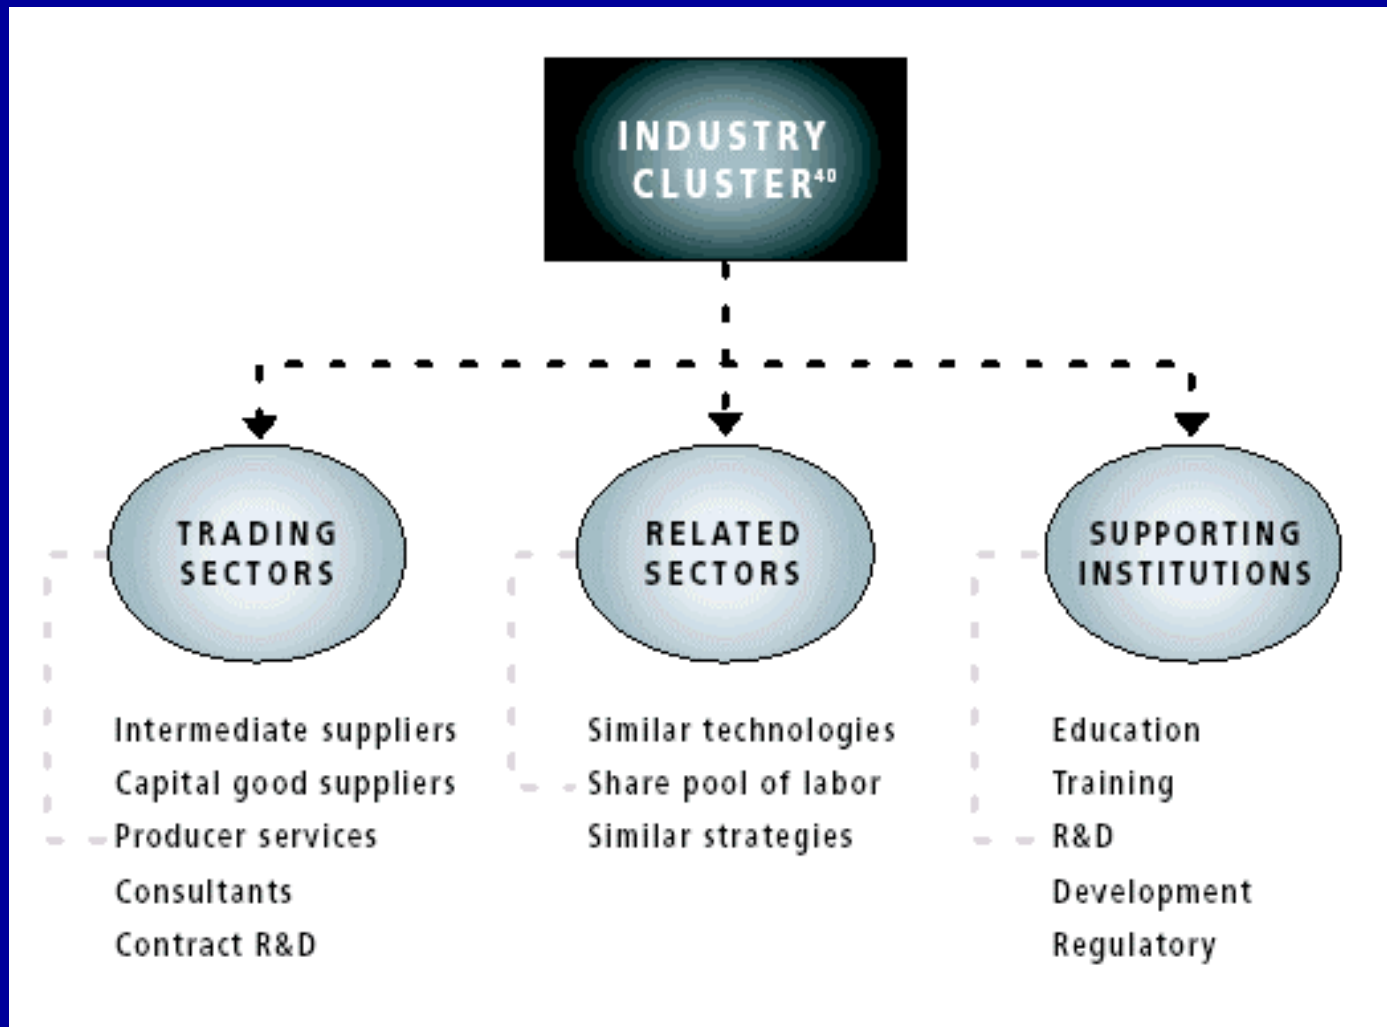 INDUSTRY
CLUSTER⁴⁰
TRADING
SECTORS
Intermediate suppliers
Capital good suppliers
Producer services
Consultants
Contract R&D
RELATED
SECTORS
Similar technologies
Share pool of labor
Similar strategies
SUPPORTING
INSTITUTIONS
Education
Training
R&D
Development
Regulatory